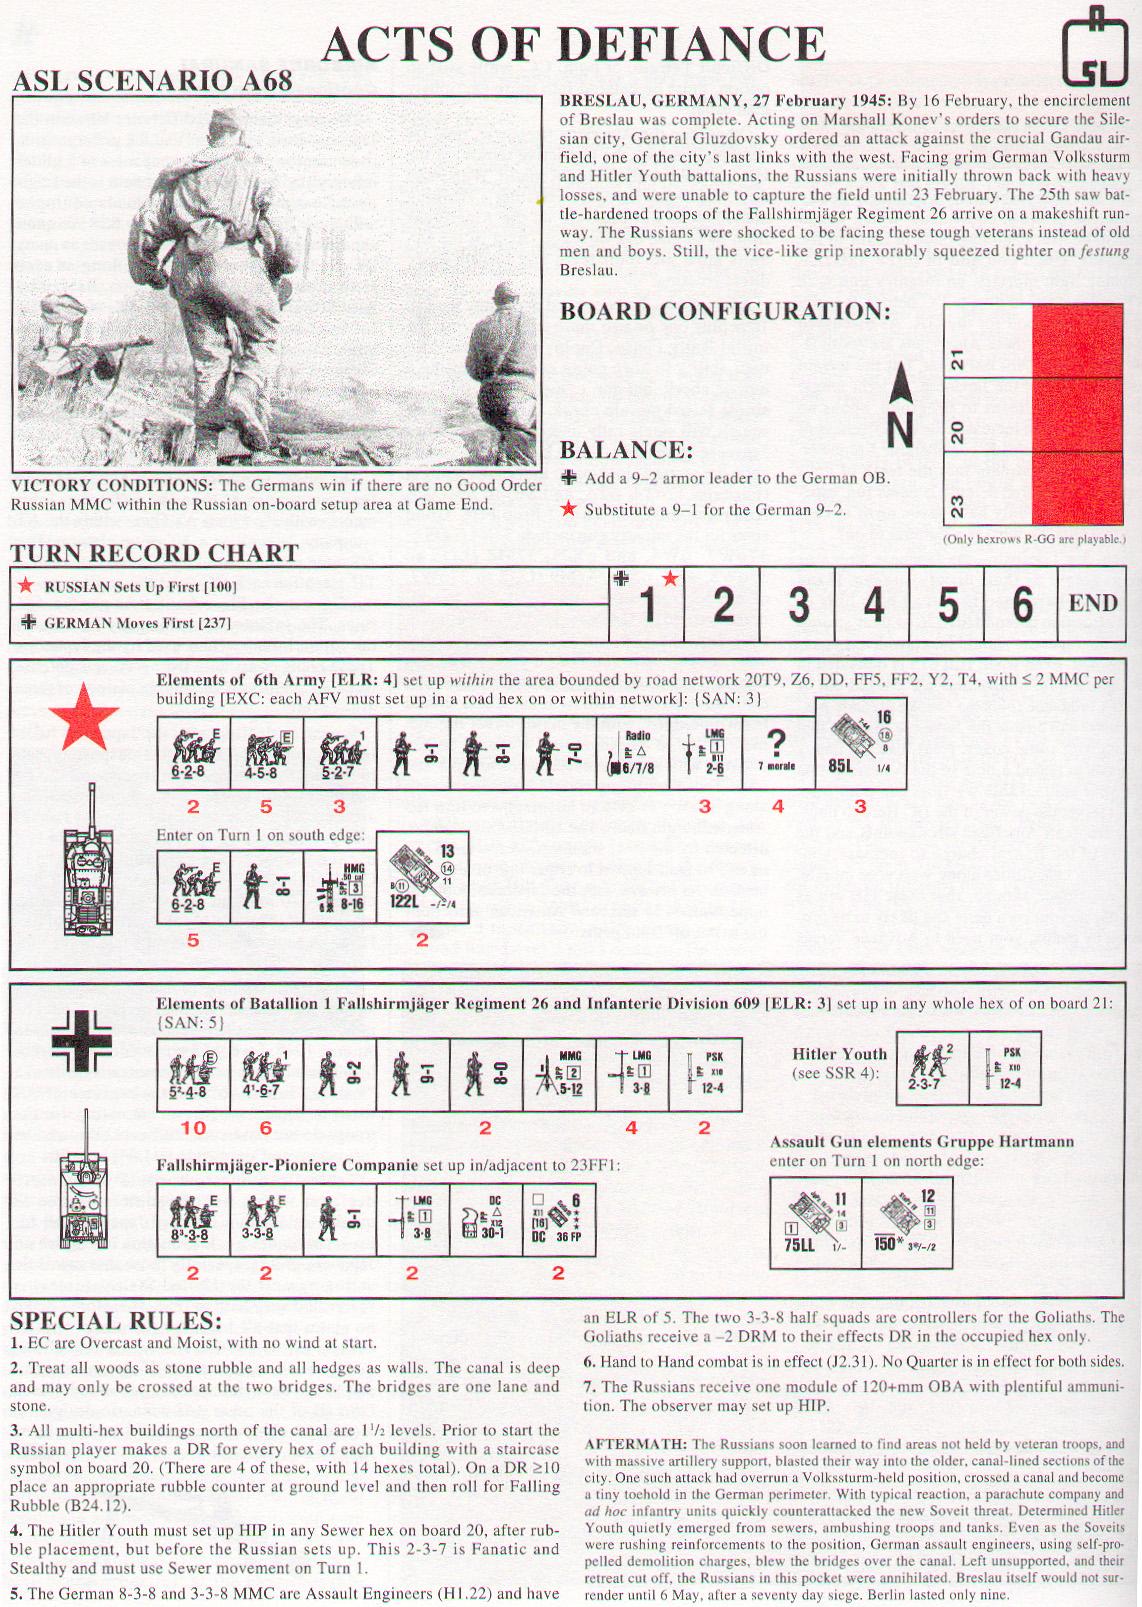 ACTS OF DEFIANCE
A
SL
ASL SCENARIO A68
BRESLAU, GERMANY, 27 February 1945: By 16 February, the encirclement
of Breslau was complete. Acting on Marshall Konev's orders to secure the Sile-
sian city, General Gluzdovsky ordered an attack against the crucial Gandau air-
field, one of the city's last links with the west. Facing grim German Volkssturm
and Hitler Youth battalions, the Russians were initially thrown back with heavy
losses, and were unable to capture the field until 23 February. The 25th saw bat-
tle-hardened troops of the Fallshirmjäger Regiment 26 arrive on a makeshift run-
way. The Russians were shocked to be facing these tough veterans instead of old
men and boys. Still, the vice-like grip inexorably squeezed tighter on festung
Breslau.
BOARD CONFIGURATION:
21
20
23
N
(Only hexrows R-GG are playable.)
BALANCE:
Add a 9–2 armor leader to the German OB.
Substitute a 9–1 for the German 9–2.
VICTORY CONDITIONS: The Germans win if there are no Good Order
Russian MMC within the Russian on-board setup area at Game End.
TURN RECORD CHART
RUSSIAN Sets Up First [100]
GERMAN Moves First [237]
1 2 3 4 5 6 END
Elements of 6th Army [ELR: 4] set up within the area bounded by road network 20T9, Z6, DD, FF5, FF2, Y2, T4, with ≤ 2 MMC per
building [EXC: each AFV must set up in a road hex on or within network]: {SAN: 3}
E 6-2-8
E 4-5-8
1 5-2-7
9-1
8-1
7-0
Radio 6/7/8
LMG 1 B11 2-6
? 7 morale
7-44 16 18 8 85L 1/4
2 5 3 3 4 3
Enter on Turn 1 on south edge:
E 6-2-8
8-1
HMG .50 cal 5PP 3 8-16
13 14 11 B 11 122L -/-/4
5 2
Elements of Batallion 1 Fallshirmjäger Regiment 26 and Infanterie Division 609 [ELR: 3] set up in any whole hex of on board 21:
{SAN: 5}
E 5²-4-8
1 4¹-6-7
9-2
9-1
8-0
MMG 2 5-12
LMG 1 3-8
PSK X10 12-4
10 6 2 4 2
Hitler Youth
(see SSR 4):
2 2-3-7
PSK X10 12-4
Fallshirmjäger-Pioniere Companie set up in/adjacent to 23FF1:
E 8³-3-8
E 3-3-8
9-1
LMG 1 3-8
DC X12 30-1
6 X11 [16] DC 36 FP
2 2 2 2
Assault Gun elements Gruppe Hartmann
enter on Turn 1 on north edge:
11 14 3 1 75LL 1/-
12 11 3 150* 3*/-/2
SPECIAL RULES:
1. EC are Overcast and Moist, with no wind at start.
2. Treat all woods as stone rubble and all hedges as walls. The canal is deep
and may only be crossed at the two bridges. The bridges are one lane and
stone.
3. All multi-hex buildings north of the canal are 1½ levels. Prior to start the
Russian player makes a DR for every hex of each building with a staircase
symbol on board 20. (There are 4 of these, with 14 hexes total). On a DR ≥10
place an appropriate rubble counter at ground level and then roll for Falling
Rubble (B24.12).
4. The Hitler Youth must set up HIP in any Sewer hex on board 20, after rub-
ble placement, but before the Russian sets up. This 2-3-7 is Fanatic and
Stealthy and must use Sewer movement on Turn 1.
5. The German 8-3-8 and 3-3-8 MMC are Assault Engineers (H1.22) and have
an ELR of 5. The two 3-3-8 half squads are controllers for the Goliaths. The
Goliaths receive a –2 DRM to their effects DR in the occupied hex only.
6. Hand to Hand combat is in effect (J2.31). No Quarter is in effect for both sides.
7. The Russians receive one module of 120+mm OBA with plentiful ammuni-
tion. The observer may set up HIP.
AFTERMATH: The Russians soon learned to find areas not held by veteran troops, and
with massive artillery support, blasted their way into the older, canal-lined sections of the
city. One such attack had overrun a Volkssturm-held position, crossed a canal and become
a tiny toehold in the German perimeter. With typical reaction, a parachute company and
ad hoc infantry units quickly counterattacked the new Soveit threat. Determined Hitler
Youth quietly emerged from sewers, ambushing troops and tanks. Even as the Soveits
were rushing reinforcements to the position, German assault engineers, using self-pro-
pelled demolition charges, blew the bridges over the canal. Left unsupported, and their
retreat cut off, the Russians in this pocket were annihilated. Breslau itself would not sur-
render until 6 May, after a seventy day siege. Berlin lasted only nine.